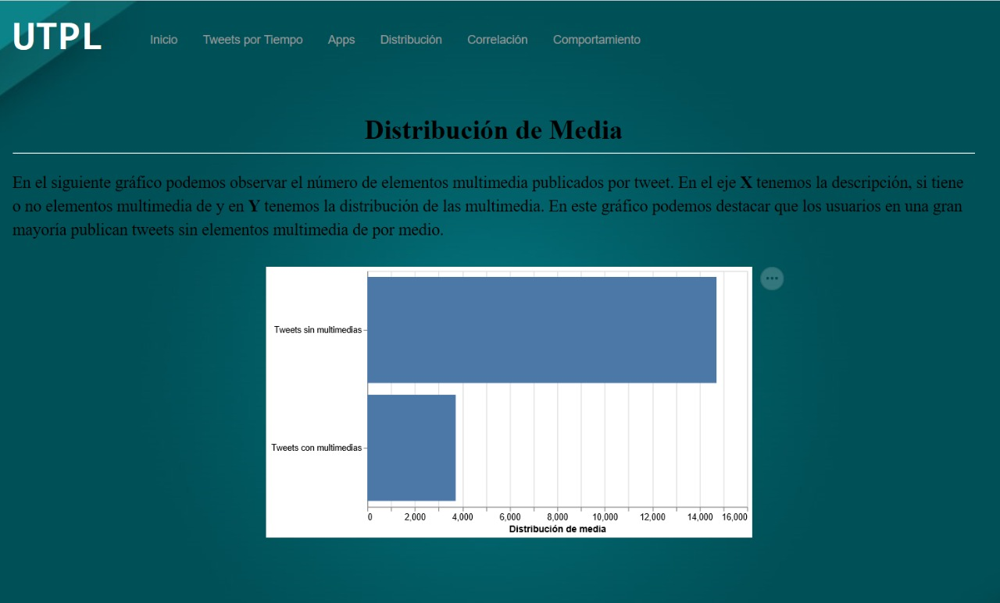 UTPL
Inicio Tweets por Tiempo Apps Distribución Correlación Comportamiento
Distribución de Media
En el siguiente gráfico podemos observar el número de elementos multimedia publicados por tweet. En el eje X tenemos la descripción, si tiene
o no elementos multimedia de y en Y tenemos la distribución de las multimedia. En este gráfico podemos destacar que los usuarios en una gran
mayoría publican tweets sin elementos multimedia de por medio.
Tweets sin multimedias
Tweets con multimedias
0 2,000 4,000 6,000 8,000 10,000 12,000 14,000 16,000
Distribución de media